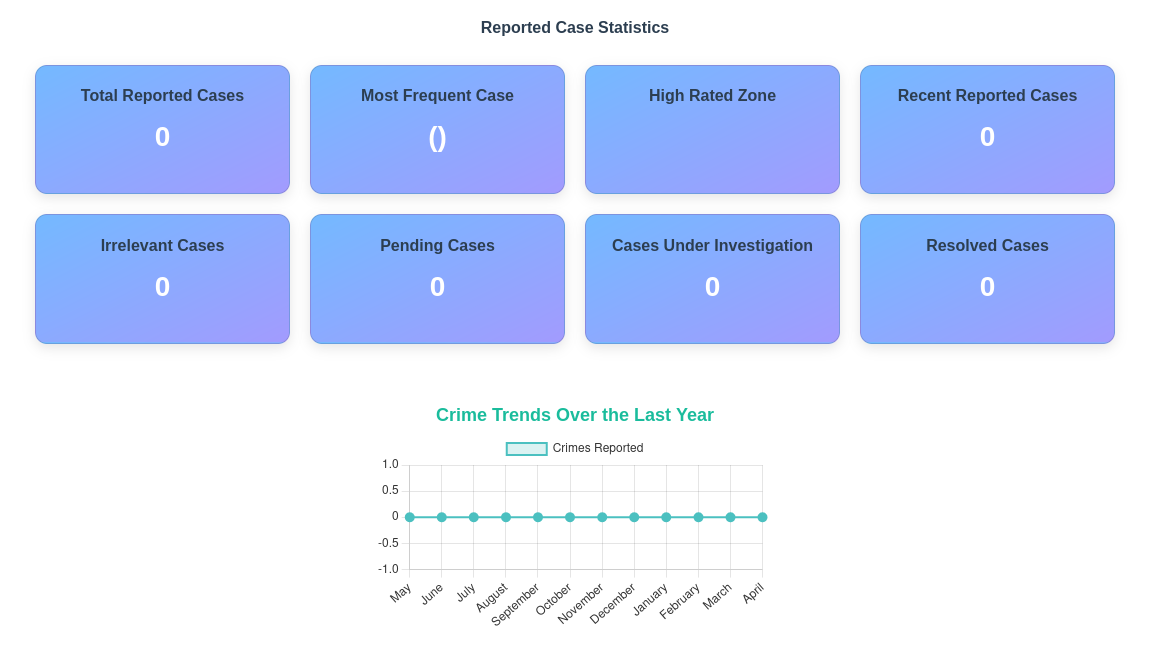 Reported Case Statistics
Total Reported Cases
0
Most Frequent Case
()
High Rated Zone
Recent Reported Cases
0
Irrelevant Cases
0
Pending Cases
0
Cases Under Investigation
0
Resolved Cases
0
Crime Trends Over the Last Year
Crimes Reported
1.0
0.5
0
-0.5
-1.0
May
June
July
August
September
October
November
December
January
February
March
April